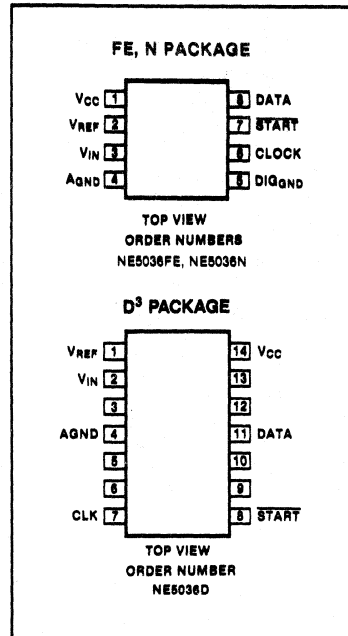 FE, N PACKAGE
VCC 1 8 DATA
VREF 2 7 START
VIN 3 6 CLOCK
AGND 4 5 DIGGND
TOP VIEW
ORDER NUMBERS
NE5036FE, NE5036N
D3 PACKAGE
VREF 1 14 VCC
VIN 2 13
3 12
AGND 4 11 DATA
5 10
6 9
CLK 7 8 START
TOP VIEW
ORDER NUMBER
NE5036D